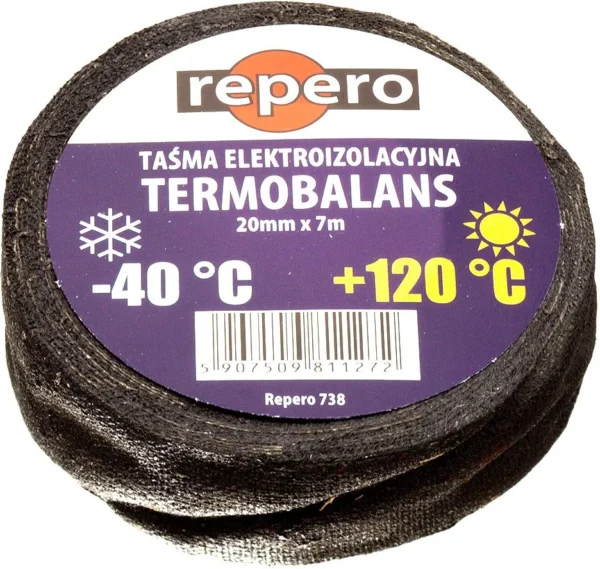 repero
TAŚMA ELEKTROIZOLACYJNA
TERMOBALANS
20mm x 7m
-40 °C +120 °C
5 907509 811272
Repero 738